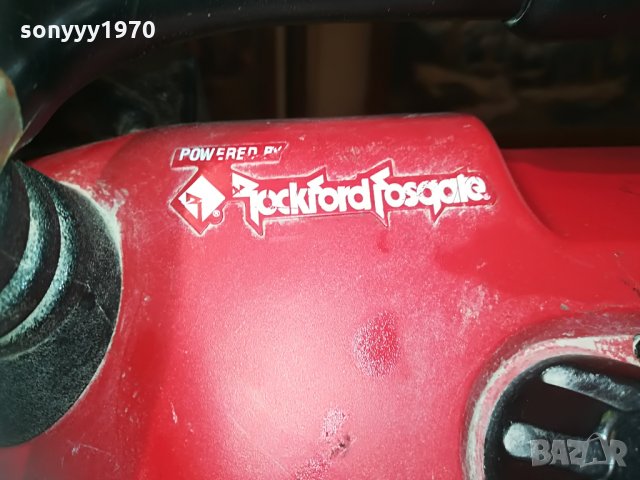 sonyyy1970
POWERED BY
Rockford Fosgate
®
BAZAR